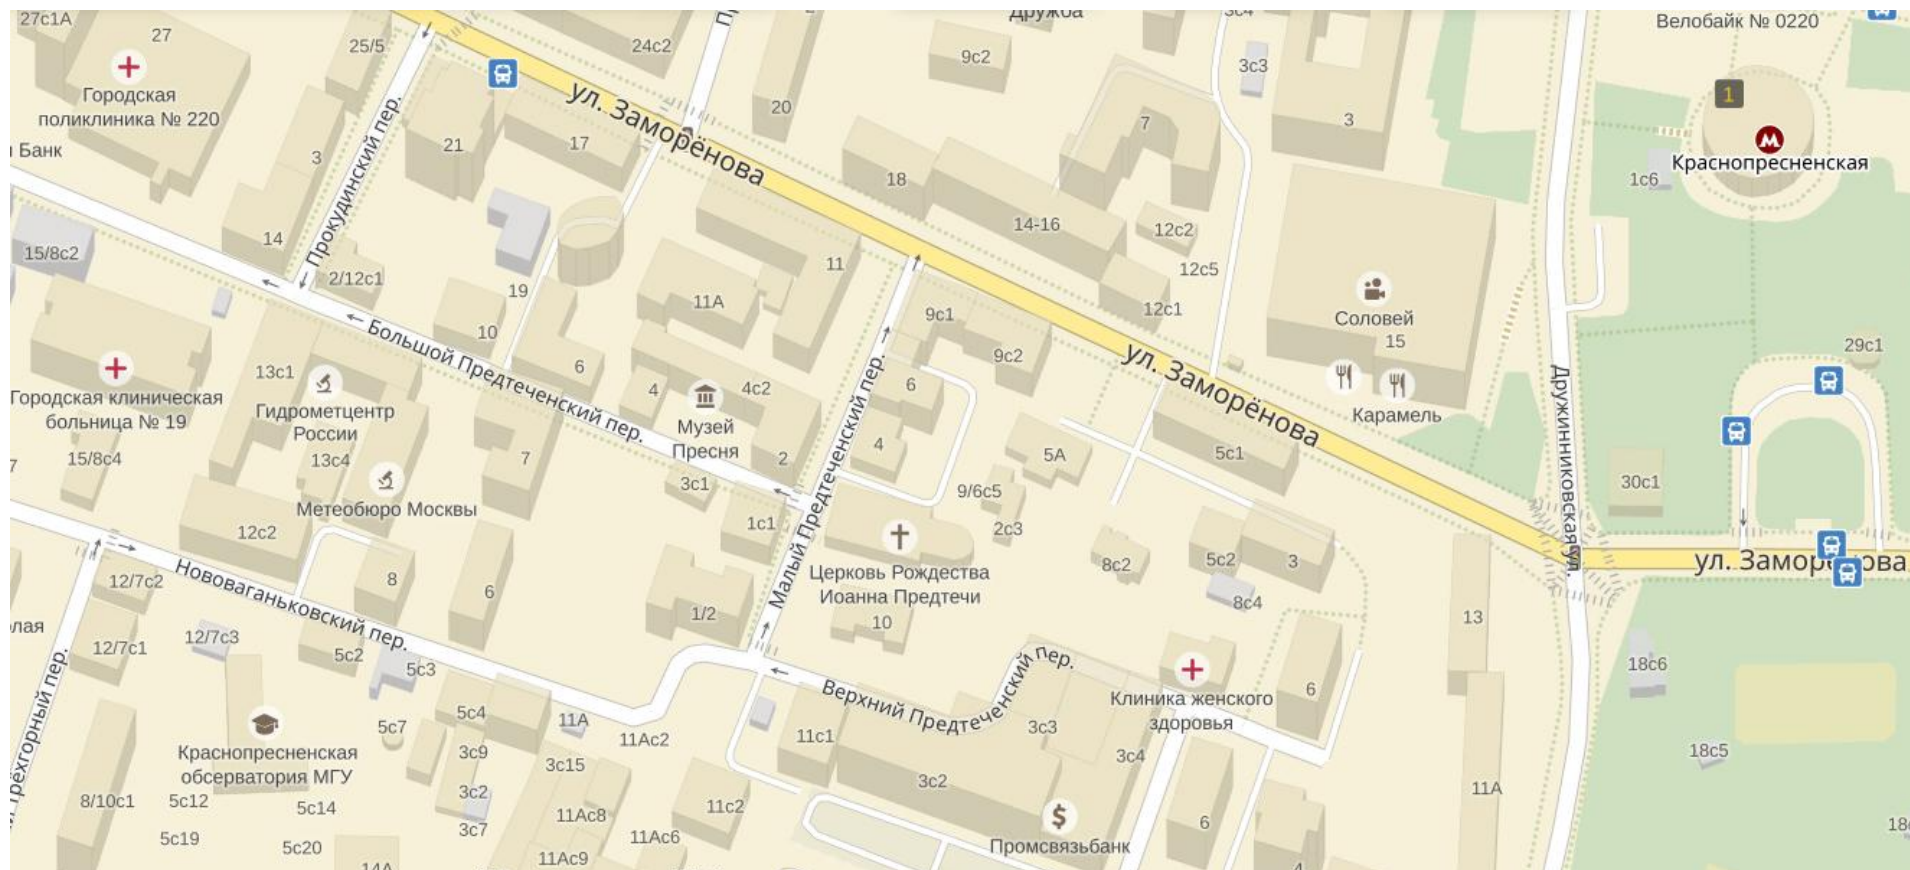 27с1А
27
25/5
24с2
Дружба
9с2
3с4
3с3
Велобайк № 0220
Городская
поликлиника № 220
Банк
3
21
17
20
ул. Заморёнова
18
7
3
1
Краснопресненская
1с6
Прокудинский пер.
14
15/8с2
2/12с1
19
11
11А
14-16
12с2
12с5
12с1
Соловей
15
29с1
10
Большой Предтеченский пер.
6
9с1
9с2
ул. Заморёнова
Карамель
Дружинниковская ул.
Городская клиническая
больница № 19
13с1
Гидрометцентр
России
13с4
15/8с4
7
7
4
4с2
Музей
Пресня
2
6
4
Малый Предтеченский пер.
5А
5с1
30с1
3с1
1с1
9/6с5
2с3
Метеобюро Москвы
12с2
8
6
12/7с2
Нововаганьковский пер.
Церковь Рождества
Иоанна Предтечи
10
1/2
8с2
5с2
3
8с4
ул. Заморёнова
12/7с1
12/7с3
5с2
5с3
13
18с6
Верхний Предтеченский пер.
Клиника женского
здоровья
6
5с7
5с4
11А
11Ас2
11с1
3с3
3с4
3с2
18с5
Краснопресненская
обсерватория МГУ
3с9
3с15
3с2
3с7
8/10с1
5с12
5с14
5с19
5с20
11Ас8
11Ас6
11Ас9
11с2
Промсвязьбанк
6
11А
14А
4